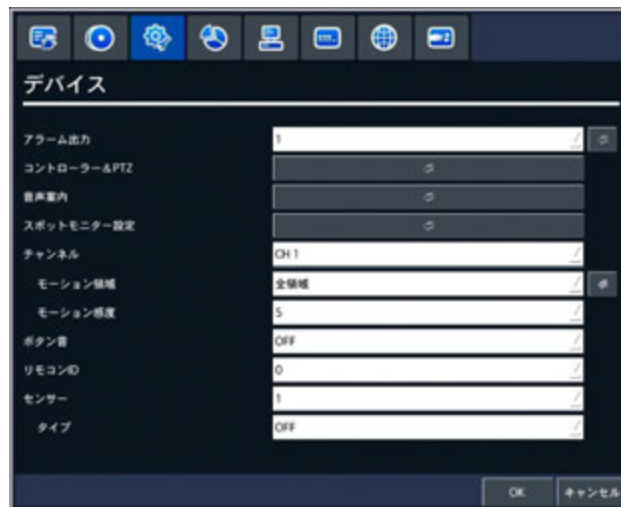 デバイス
アラーム出力 1
コントローラー&PTZ
音声案内
スポットモニター設定
チャンネル CH 1
モーション領域 全領域
モーション感度 5
ボタン音 OFF
リモコンID 0
センサー 1
タイプ OFF
OK キャンセル